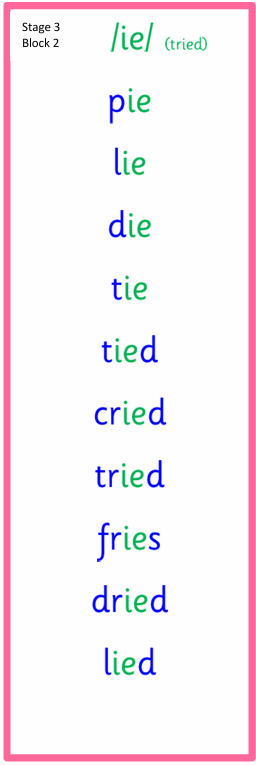 Stage 3
Block 2
/ie/ (tried)
pie
lie
die
tie
tied
cried
tried
fries
dried
lied